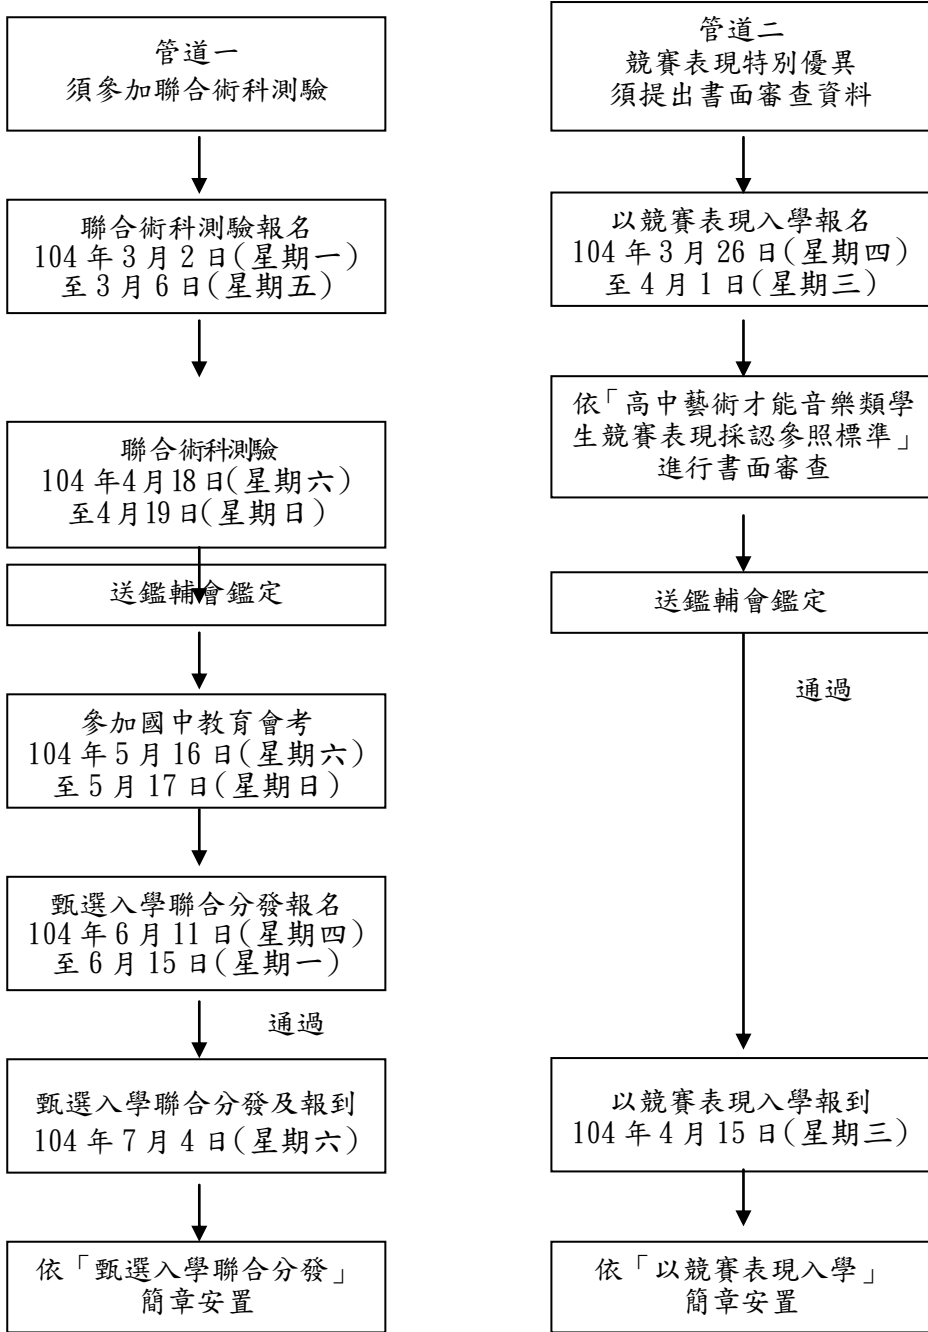 管道一
須參加聯合術科測驗
聯合術科測驗報名
104 年 3 月 2 日(星期一)
至 3 月 6 日(星期五)
聯合術科測驗
104 年4月18日(星期六)
至4月19日(星期日)
送鑑輔會鑑定
參加國中教育會考
104 年 5 月 16 日(星期六)
至 5 月 17 日(星期日)
甄選入學聯合分發報名
104 年 6 月 11 日(星期四)
至 6 月 15 日(星期一)
通過
甄選入學聯合分發及報到
104 年 7 月 4 日(星期六)
依「甄選入學聯合分發」
簡章安置
管道二
競賽表現特別優異
須提出書面審查資料
以競賽表現入學報名
104 年 3 月 26 日(星期四)
至 4 月 1 日(星期三)
依「高中藝術才能音樂類學
生競賽表現採認參照標準」
進行書面審查
送鑑輔會鑑定
通過
以競賽表現入學報到
104 年 4 月 15 日(星期三)
依「以競賽表現入學」
簡章安置